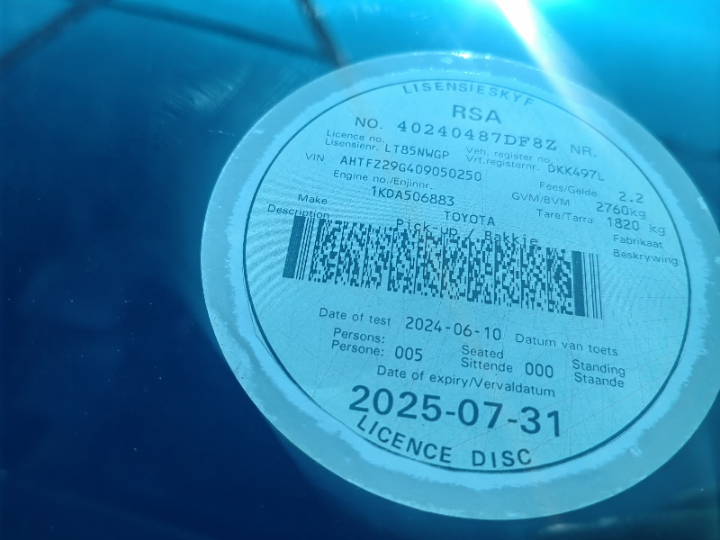 LISENSIESKYF
RSA
NO. 40240487DF8Z NR.
Licence no. Veh. register no.
Lisensienr. LT85NWGP Vrt.registernr. DKK497L
VIN AHTFZ29G409050250 Fees/Gelde 2.2
Engine no./Enjinnr. GVM/BVM 2760kg
1KDA506883 Tare/Tarra 1820 kg
Make TOYOTA Fabrikaat
Description Pick-up / Bakkie Beskrywing
Date of test 2024-06-10 Datum van toets
Persons: Seated Standing
Persone: 005 Sittende 000 Staande
Date of expiry/Vervaldatum
2025-07-31
LICENCE DISC